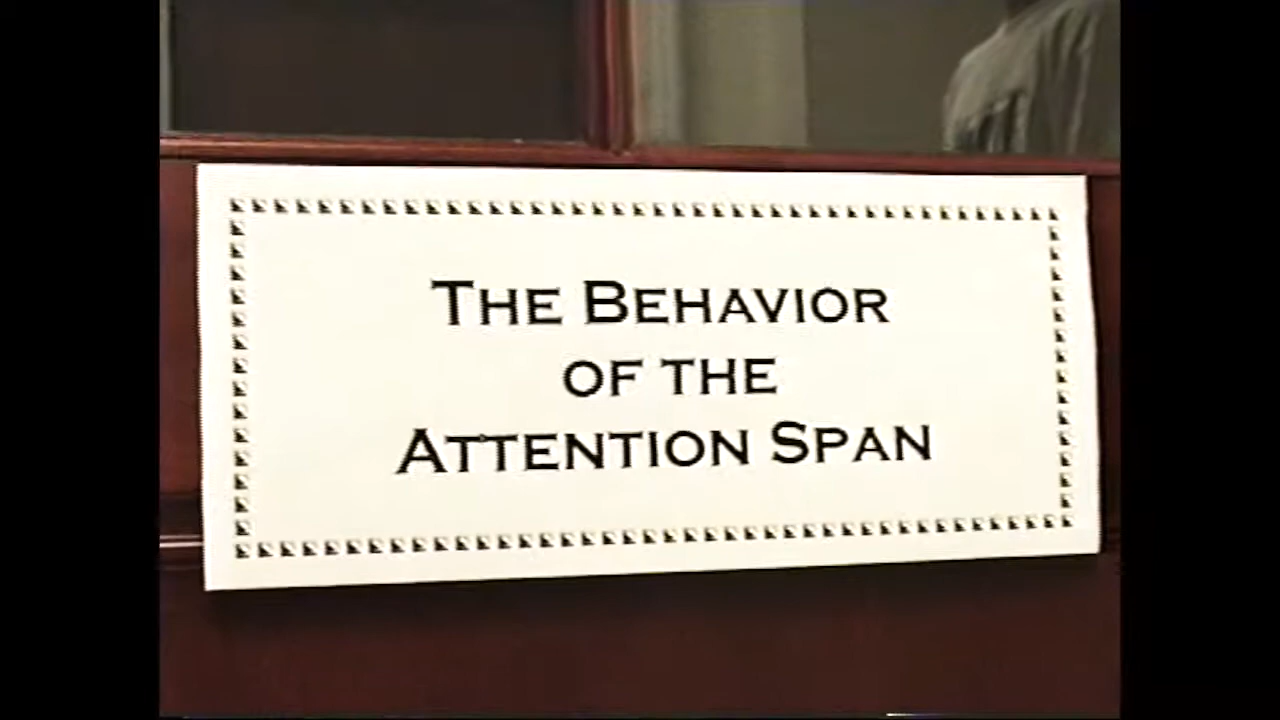 The Behavior
of the
Attention Span